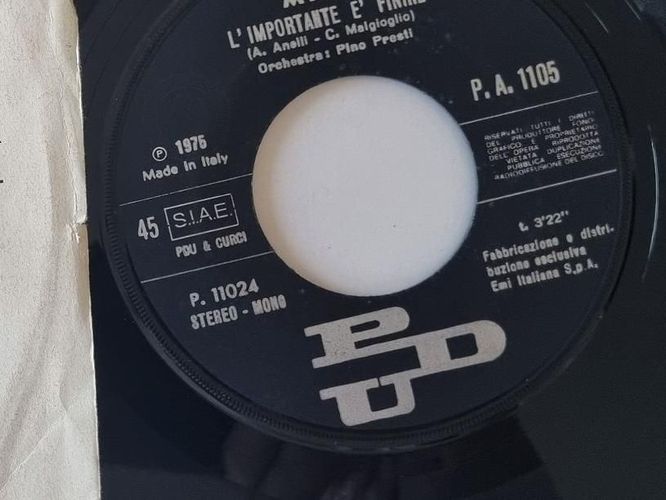 L'IMPORTANTE E' FINIRE
(A. Anelli - C. Malgioglio)
Orchestra: Pino Presti
P. A. 1105
℗ 1975
Made in Italy
RISERVATI TUTTI I DIRITTI
DEL PRODUTTORE FONO-
GRAFICO E PROPRIETARIO
DELL'OPERA RIPRODOTTA
VIETATA DUPLICAZIONE
PUBBLICA ESECUZIONE
RADIODIFFUSIONE DEL DISCO
45 S.I.A.E.
PDU & CURCI
t. 3'22"
Fabbricazione e distri-
buzione esclusiva
Emi Italiana S.p.A.
P. 11024
STEREO - MONO
PDU